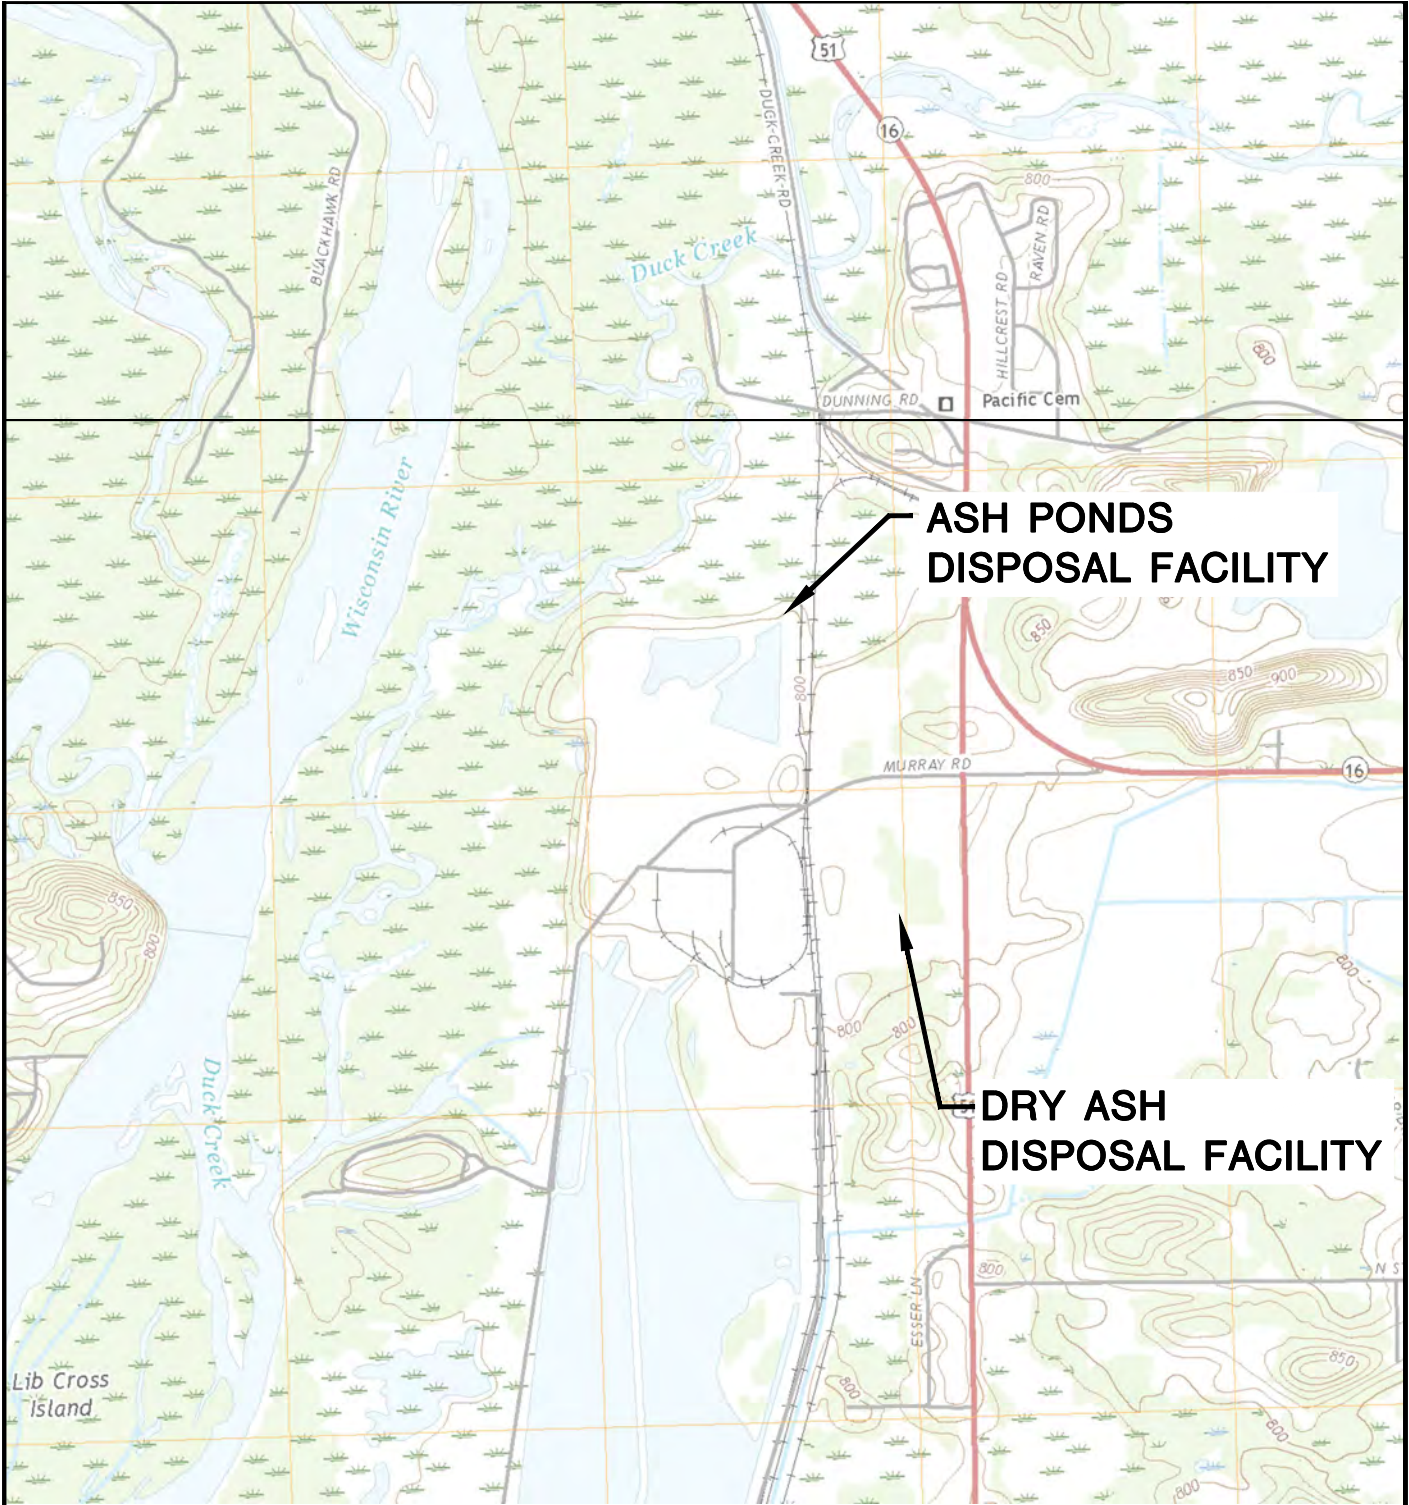 51
DUCK-CREEK-RD
16
BLACKHAWK RD
800
RAVEN RD
Duck Creek
HILLCREST RD
800
DUNNING RD
Pacific Cem
Wisconsin River
ASH PONDS
DISPOSAL FACILITY
850
850
900
800
MURRAY RD
16
850
800
800
800
800
Duck Creek
DRY ASH
DISPOSAL FACILITY
800
N S
ESSER LN
850
Lib Cross
Island
800
800
800